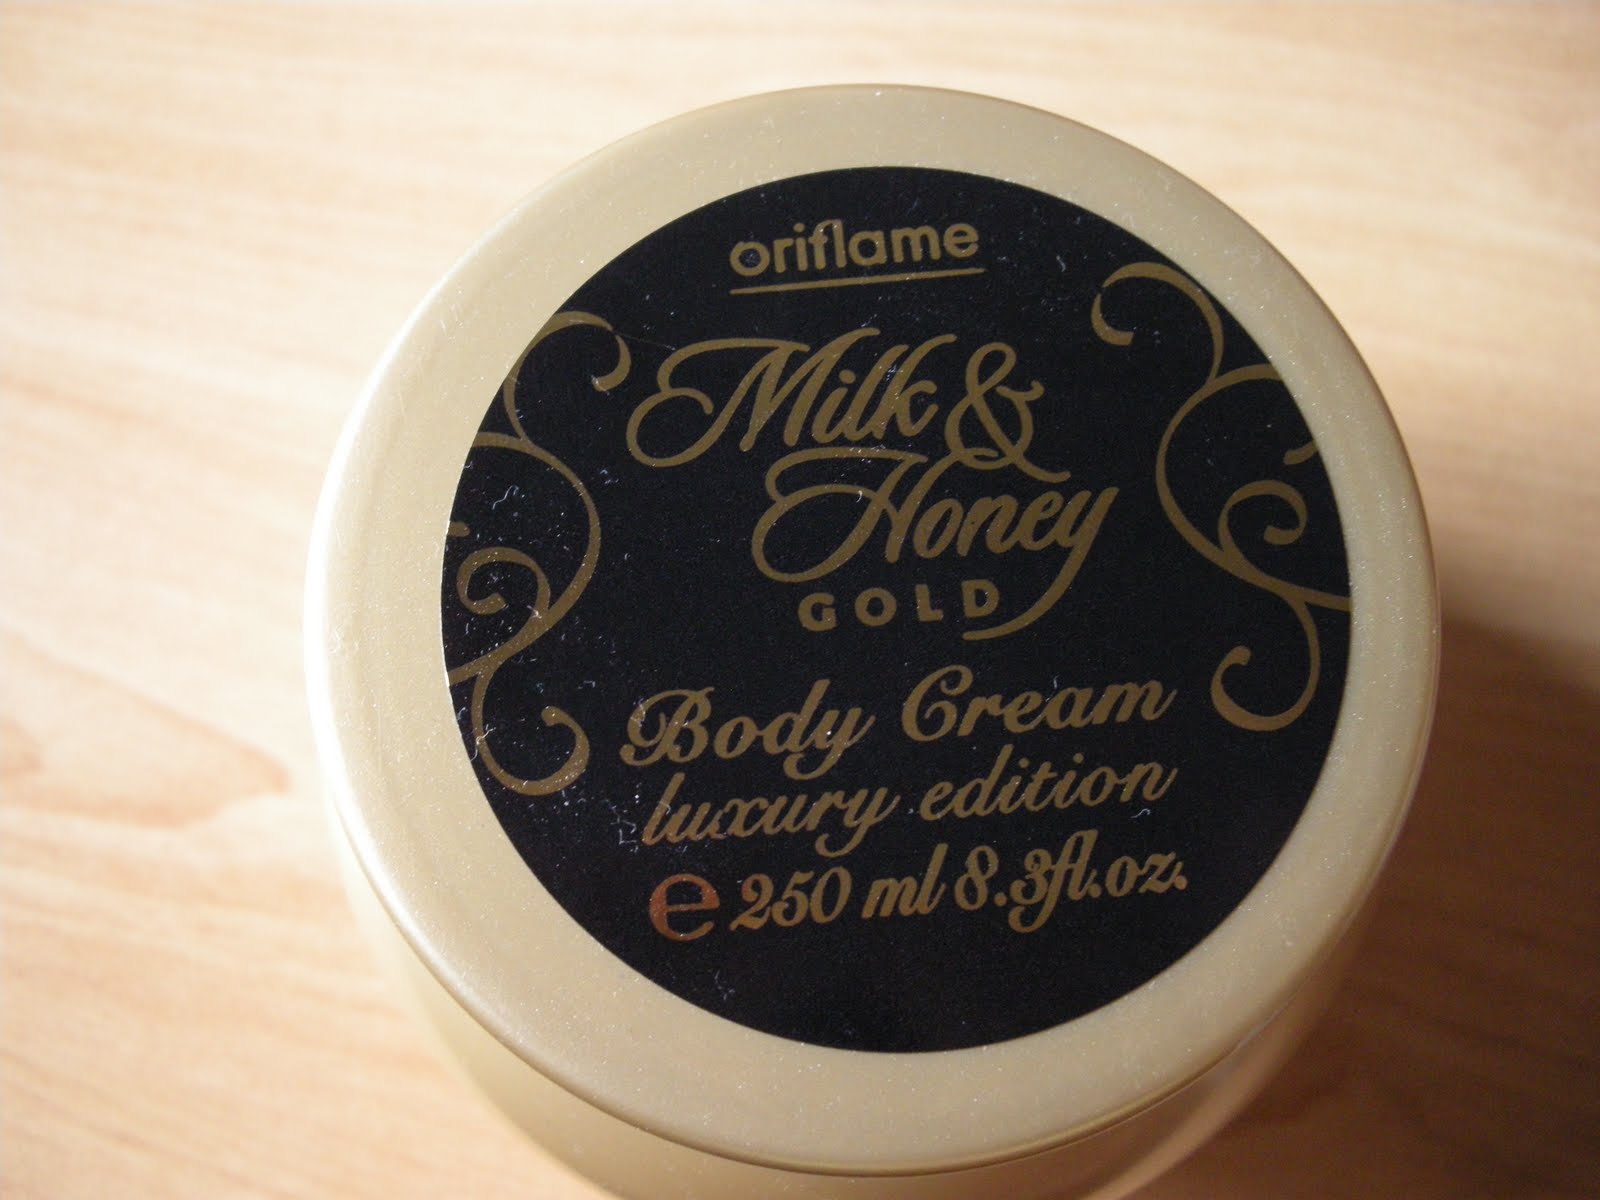 oriflame
Milk &
Honey
GOLD
Body Cream
luxury edition
e 250 ml 8.3fl.oz.